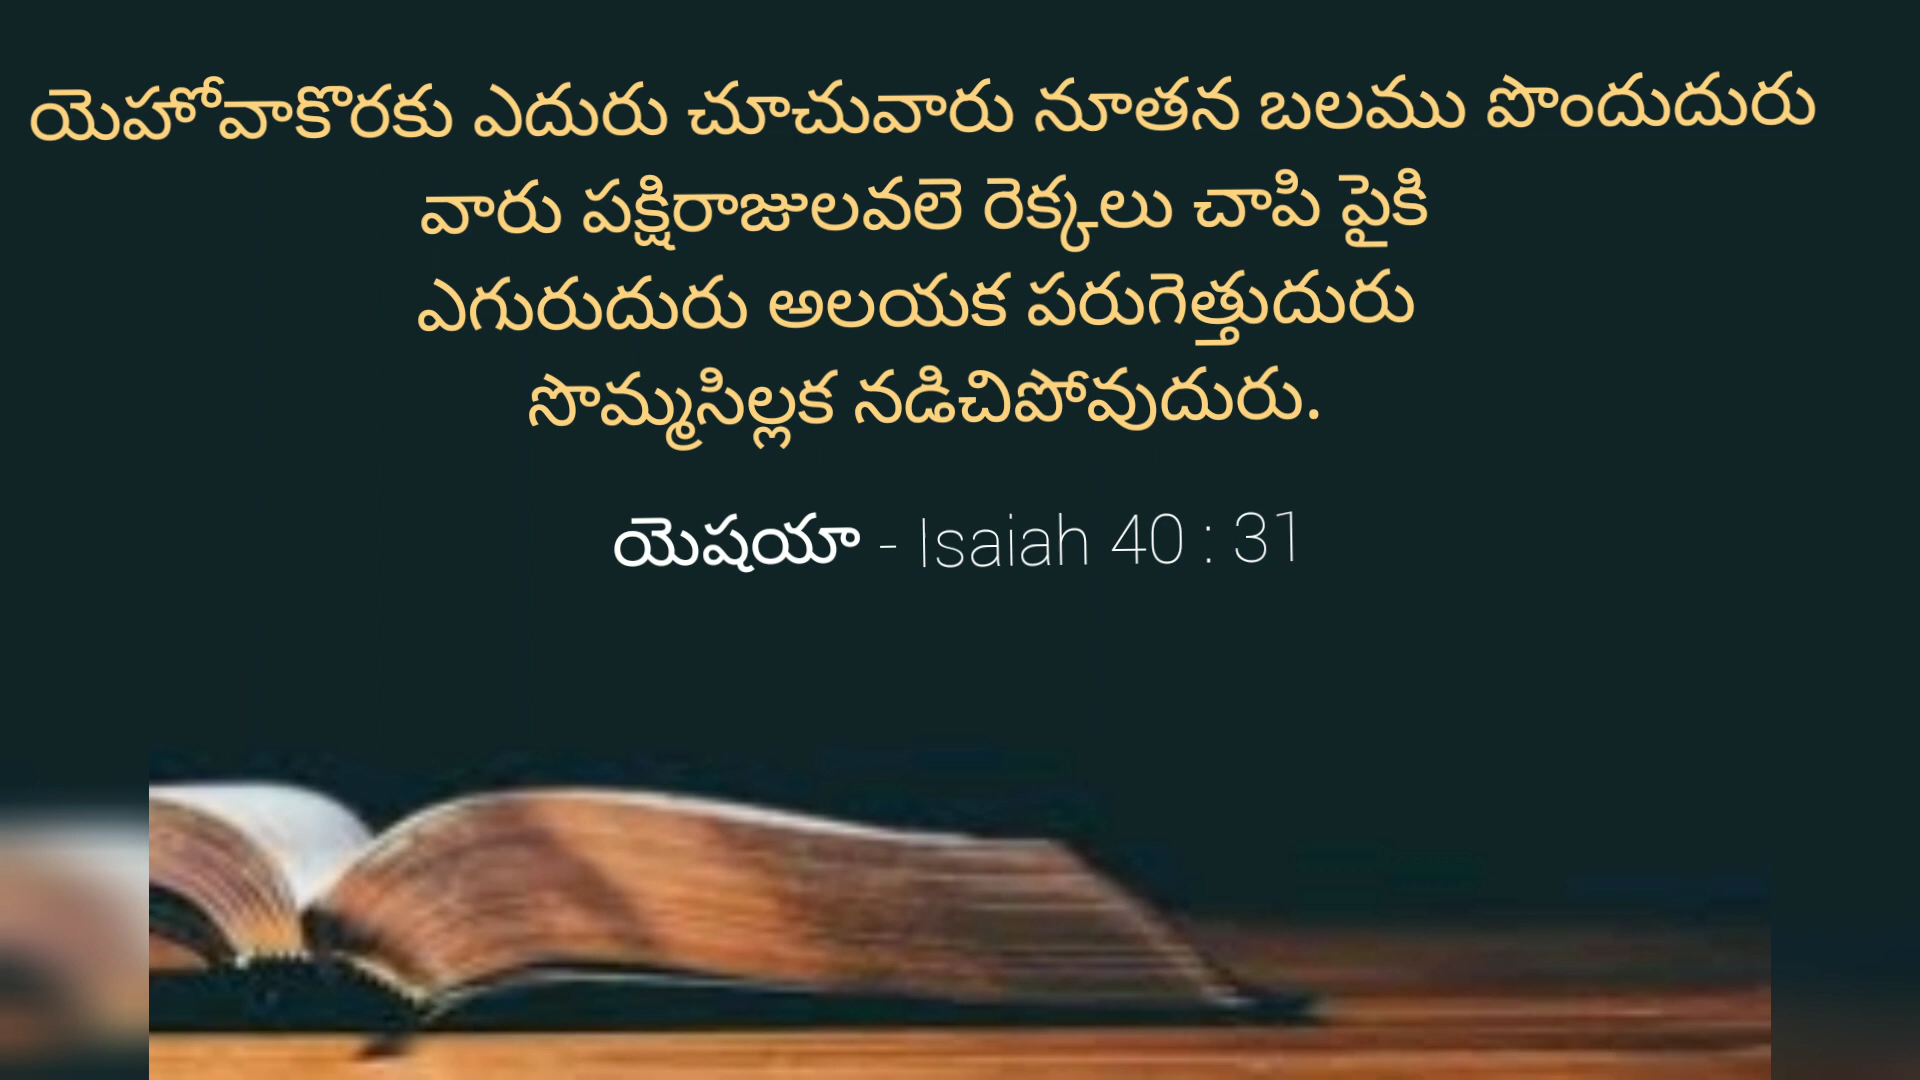 యెహోవాకొరకు ఎదురు చూచువారు నూతన బలము పొందుదురు
వారు పక్షిరాజులవలె రెక్కలు చాపి పైకి
ఎగురుదురు అలయక పరుగెత్తుదురు
సొమ్మసిల్లక నడిచిపోవుదురు.
యెషయా - Isaiah 40 : 31